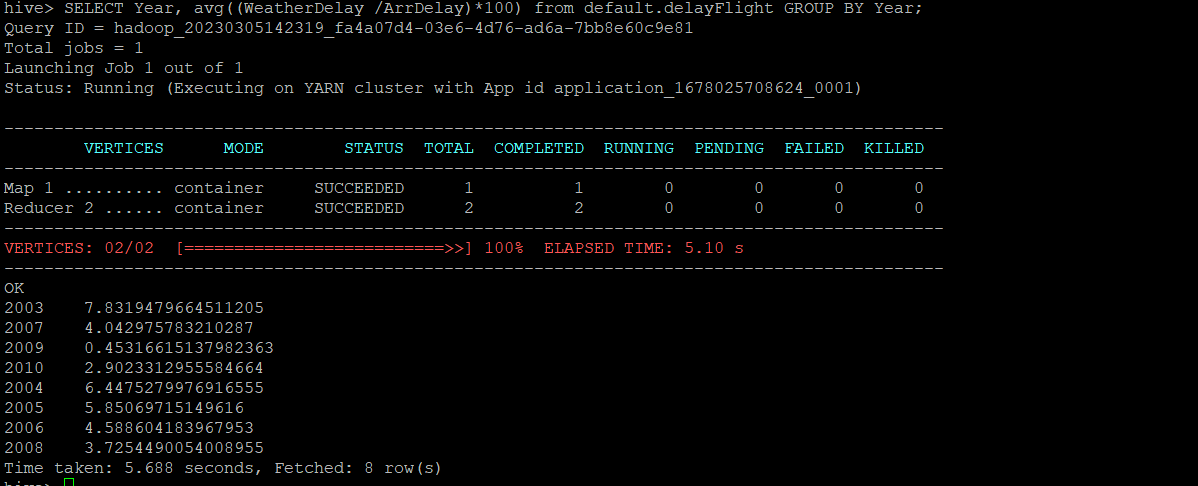 hive> SELECT Year, avg((WeatherDelay /ArrDelay)*100) from default.delayFlight GROUP BY Year;
Query ID = hadoop_20230305142319_fa4a07d4-03e6-4d76-ad6a-7bb8e60c9e81
Total jobs = 1
Launching Job 1 out of 1
Status: Running (Executing on YARN cluster with App id application_1678025708624_0001)
----------------------------------------------------------------------------------------------
VERTICES MODE STATUS TOTAL COMPLETED RUNNING PENDING FAILED KILLED
----------------------------------------------------------------------------------------------
Map 1 .......... container SUCCEEDED 1 1 0 0 0 0
Reducer 2 ...... container SUCCEEDED 2 2 0 0 0 0
----------------------------------------------------------------------------------------------
VERTICES: 02/02 [==========================>>] 100% ELAPSED TIME: 5.10 s
----------------------------------------------------------------------------------------------
OK
2003 7.8319479664511205
2007 4.042975783210287
2009 0.45316615137982363
2010 2.9023312955584664
2004 6.4475279976916555
2005 5.85069715149616
2006 4.588604183967953
2008 3.7254490054008955
Time taken: 5.688 seconds, Fetched: 8 row(s)
hive>